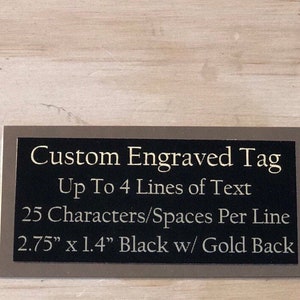 Custom Engraved Tag
Up To 4 Lines of Text
25 Characters/Spaces Per Line
2.75” x 1.4” Black w/ Gold Back